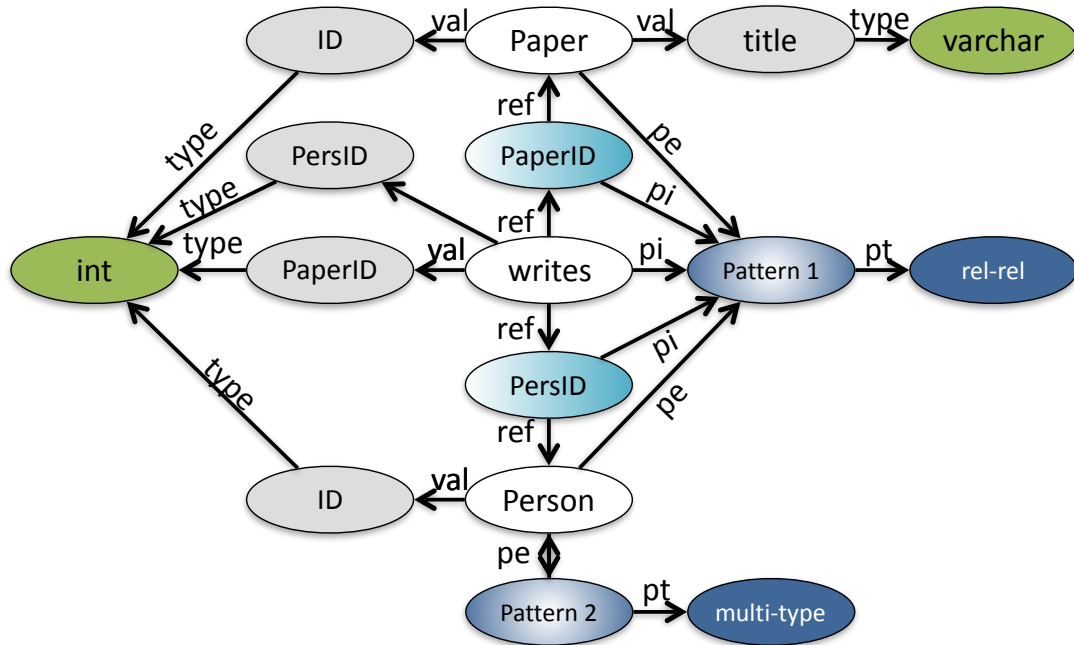 ID val Paper val title type varchar
ref
type pe
PersID PaperID
type pi
ref
type val pi pt
int PaperID writes Pattern 1 rel-rel
ref
pi
type PersID pe
ref
val
ID Person
pe
pt
Pattern 2 multi-type